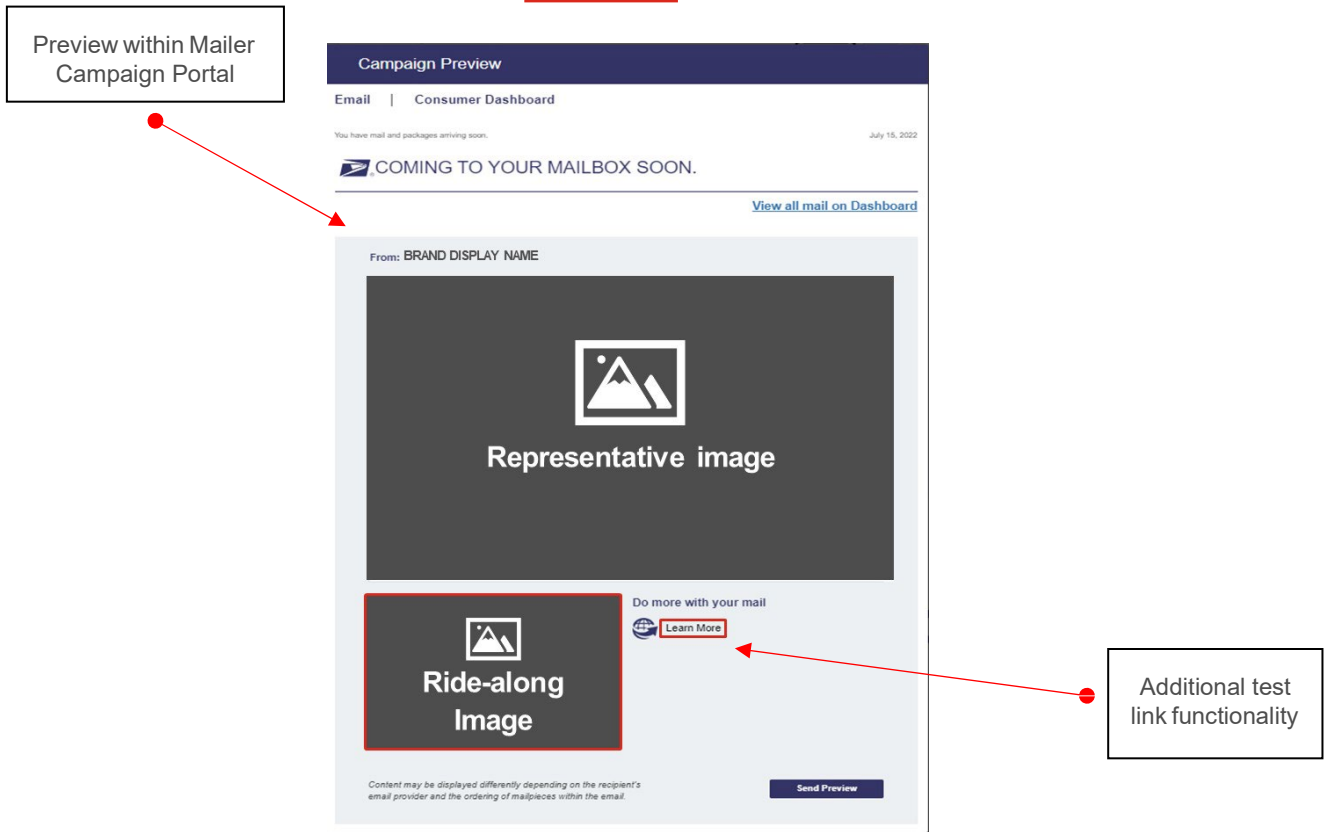 Preview within Mailer
Campaign Portal
Campaign Preview
Email | Consumer Dashboard
You have mail and packages arriving soon. July 15, 2022
COMING TO YOUR MAILBOX SOON.
View all mail on Dashboard
From: BRAND DISPLAY NAME
Representative image
Ride-along
Image
Do more with your mail
Learn More
Additional test
link functionality
Content may be displayed differently depending on the recipient's
email provider and the ordering of mailpieces within the email.
Send Preview